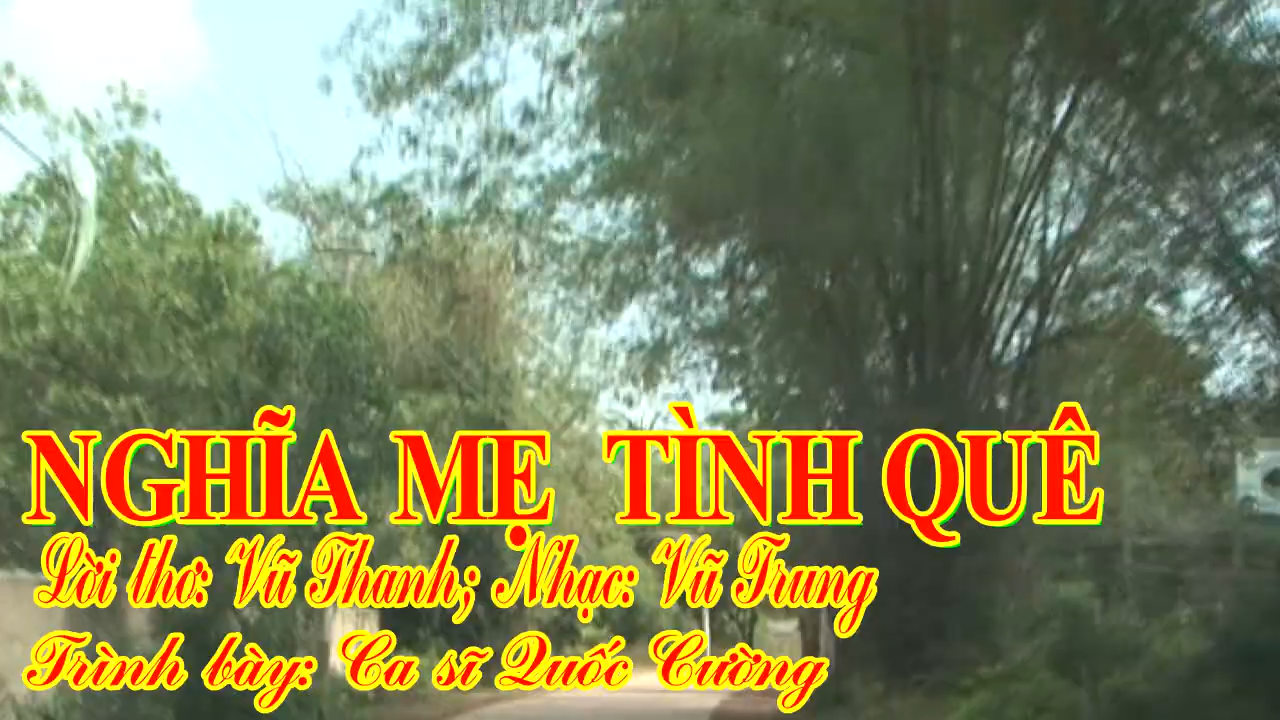 NGHĨA MẸ TÌNH QUÊ
Lời thơ: Vũ Thanh; Nhạc: Vũ Trung
Trình bày: Ca sĩ Quốc Cường